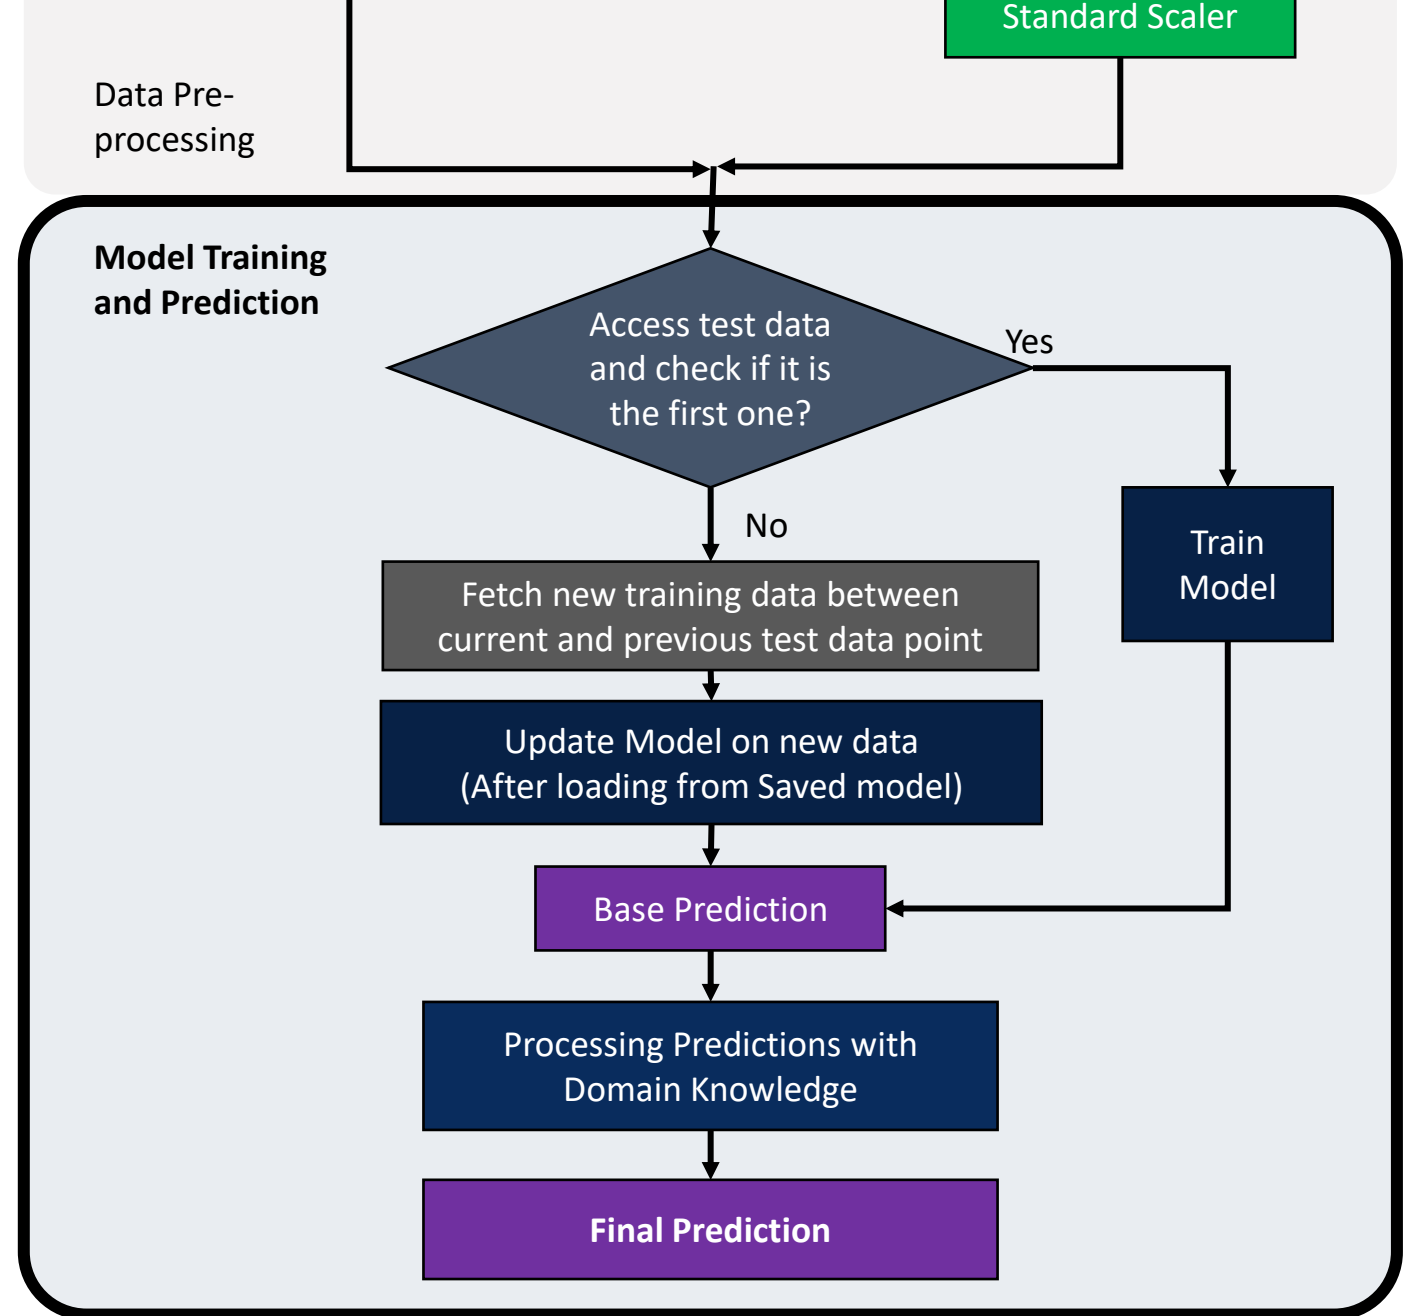 Standard Scaler
Data Pre-
processing
Model Training
and Prediction
Access test data
and check if it is
the first one?
Yes
No
Train
Model
Fetch new training data between
current and previous test data point
Update Model on new data
(After loading from Saved model)
Base Prediction
Processing Predictions with
Domain Knowledge
Final Prediction